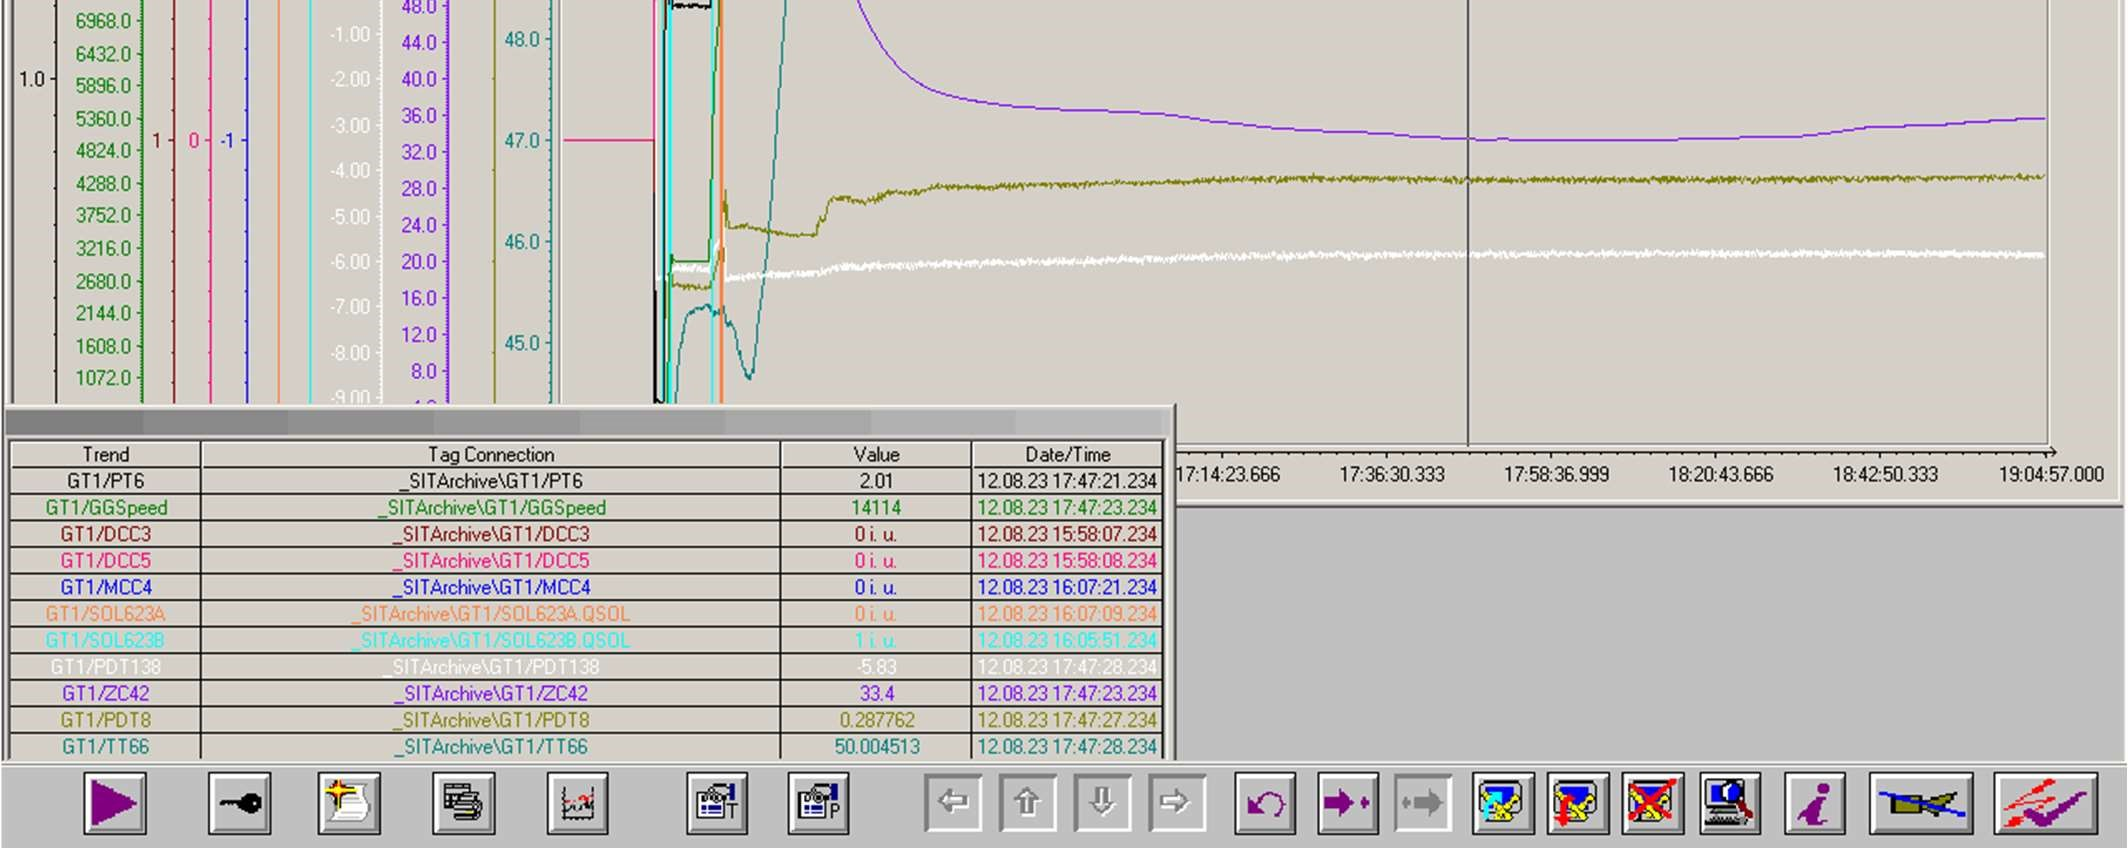 6968.0
6432.0
5896.0
5360.0
4824.0
4288.0
3752.0
3216.0
2680.0
2144.0
1608.0
1072.0
1.0
1
0
-1
-1.00
-2.00
-3.00
-4.00
-5.00
-6.00
-7.00
-8.00
-9.00
48.0
44.0
40.0
36.0
32.0
28.0
24.0
20.0
16.0
12.0
8.0
48.0
47.0
46.0
45.0
17:14:23.666 17:36:30.333 17:58:36.999 18:20:43.666 18:42:50.333 19:04:57.000
Trend Tag Connection Value Date/Time
GT1/PT6 _SITArchive\GT1/PT6 2.01 12.08.23 17:47:21.234
GT1/GGSpeed _SITArchive\GT1/GGSpeed 14114 12.08.23 17:47:23.234
GT1/DCC3 _SITArchive\GT1/DCC3 0 i. u. 12.08.23 15:58:07.234
GT1/DCC5 _SITArchive\GT1/DCC5 0 i. u. 12.08.23 15:58:08.234
GT1/MCC4 _SITArchive\GT1/MCC4 0 i. u. 12.08.23 16:07:21.234
GT1/SOL623A _SITArchive\GT1/SOL623A.QSOL 0 i. u. 12.08.23 16:07:09.234
GT1/SOL623B _SITArchive\GT1/SOL623B.QSOL 1 i. u. 12.08.23 16:05:51.234
GT1/PDT138 _SITArchive\GT1/PDT138 -5.83 12.08.23 17:47:28.234
GT1/ZC42 _SITArchive\GT1/ZC42 33.4 12.08.23 17:47:23.234
GT1/PDT8 _SITArchive\GT1/PDT8 0.287762 12.08.23 17:47:27.234
GT1/TT66 _SITArchive\GT1/TT66 50.004513 12.08.23 17:47:28.234
T
P
i